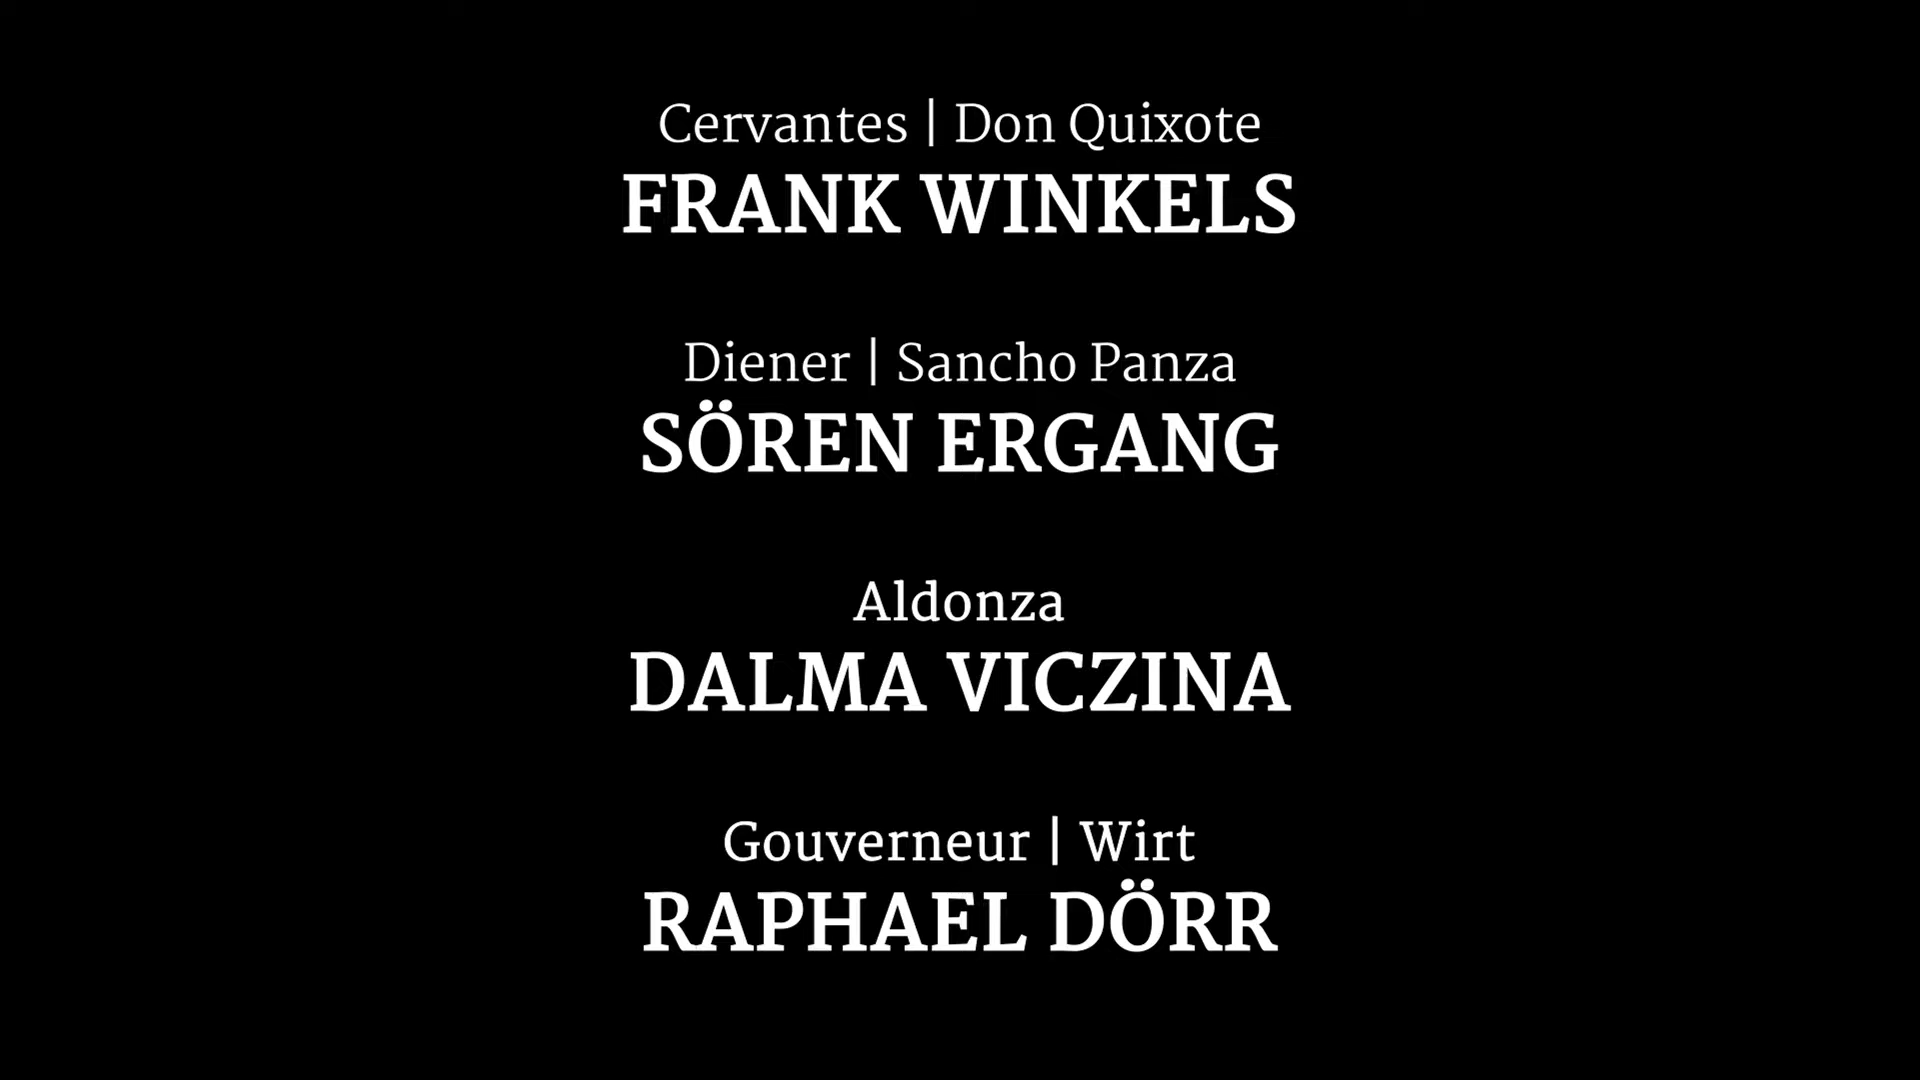 Cervantes | Don Quixote
FRANK WINKELS
Diener | Sancho Panza
SÖREN ERGANG
Aldonza
DALMA VICZINA
Gouverneur | Wirt
RAPHAEL DÖRR